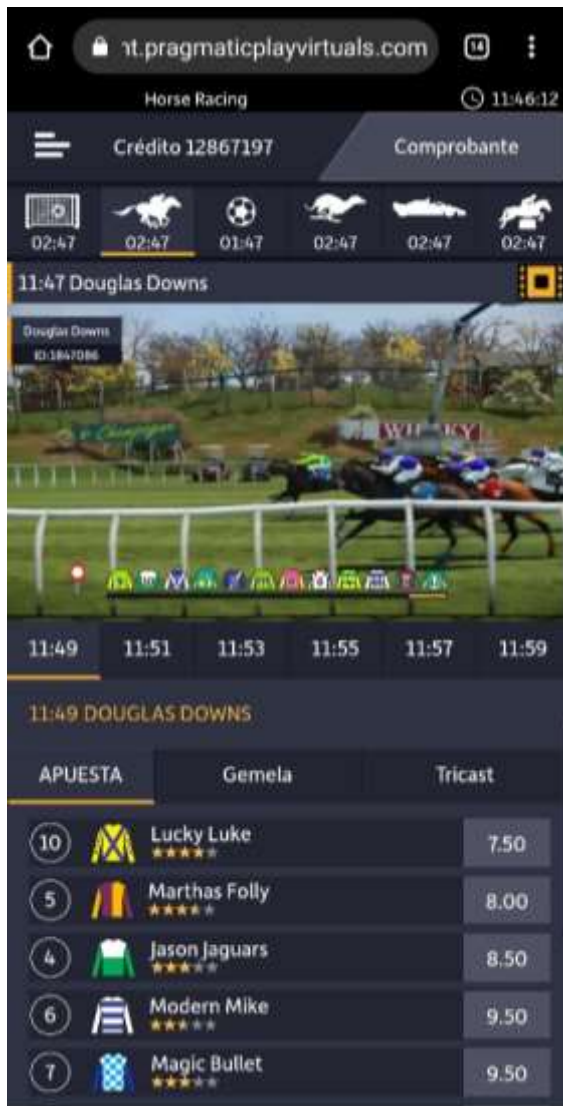 nt.pragmaticplayvirtuals.com 14
Horse Racing 11:46:12
Crédito 12867197 Comprobante
02:47 02:47 01:47 02:47 02:47 02:47
11:47 Douglas Downs
Douglas Downs
ID:1847086
WHISKY
11:49 11:51 11:53 11:55 11:57 11:59
11:49 DOUGLAS DOWNS
APUESTA Gemela Tricast
10 Lucky Luke 7.50
5 Marthas Folly 8.00
4 Jason Jaguars 8.50
6 Modern Mike 9.50
7 Magic Bullet 9.50